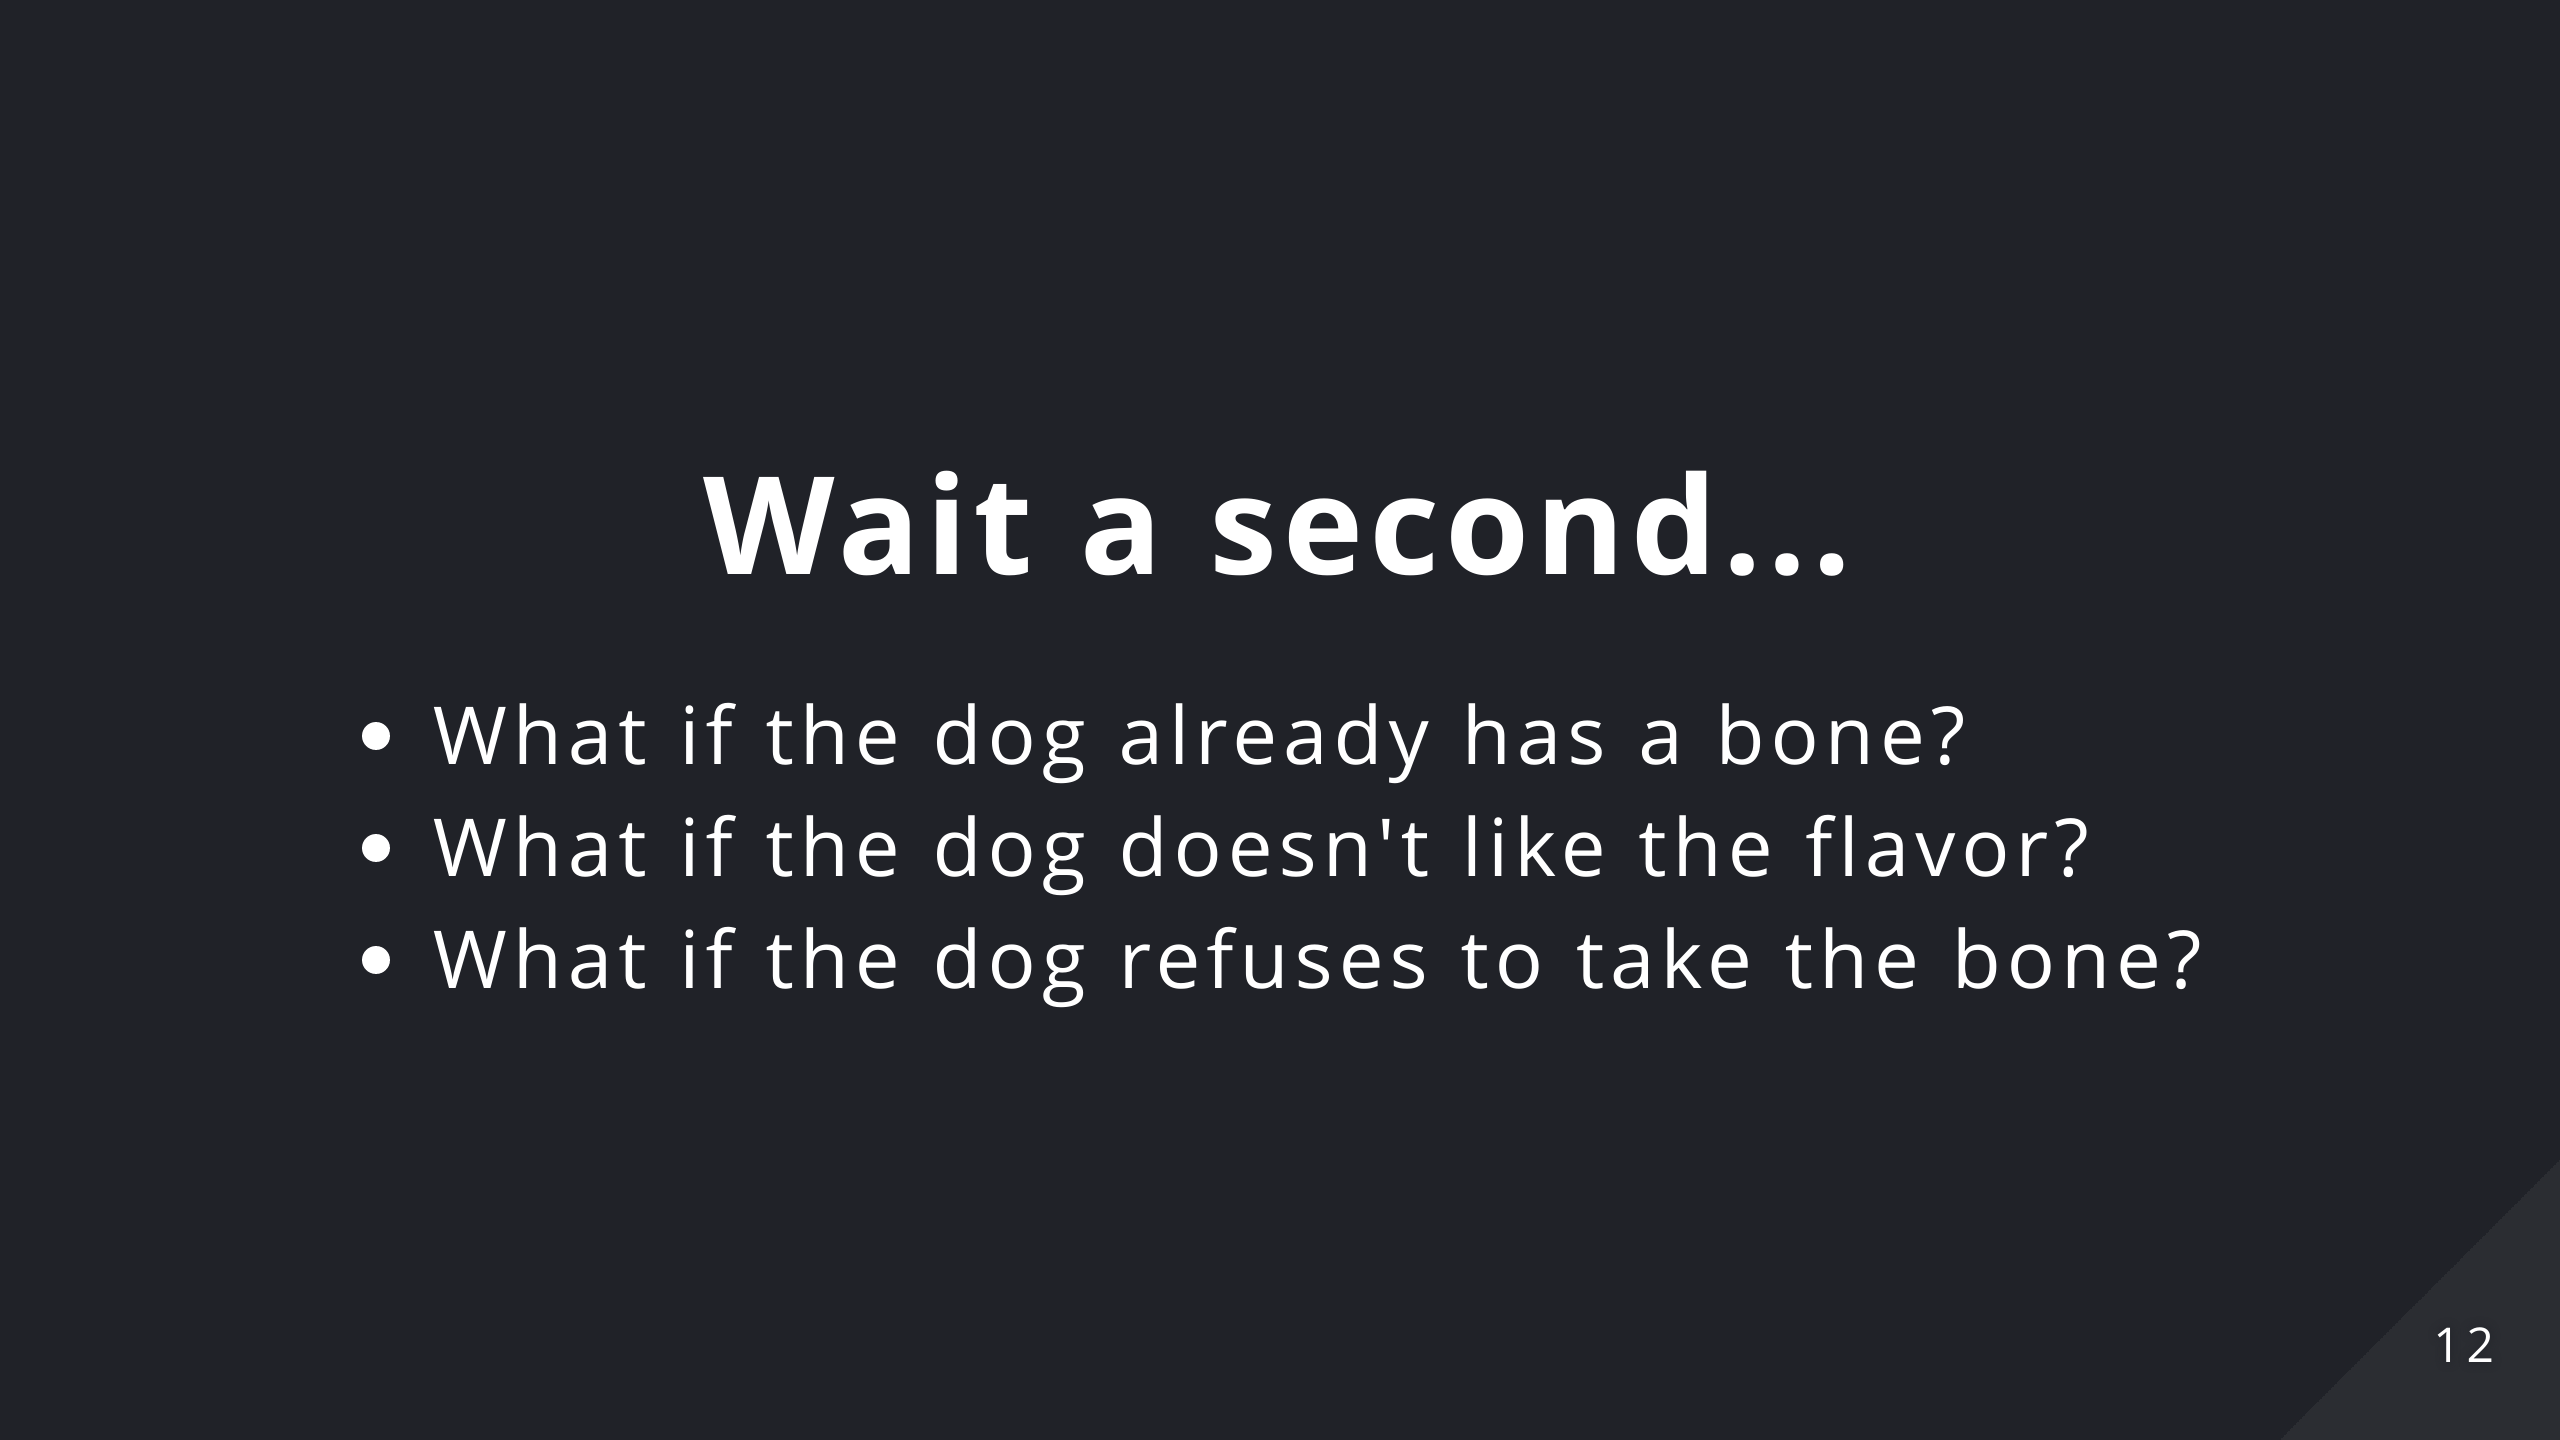 Wait a second...
• What if the dog already has a bone?
• What if the dog doesn't like the flavor?
• What if the dog refuses to take the bone?
12